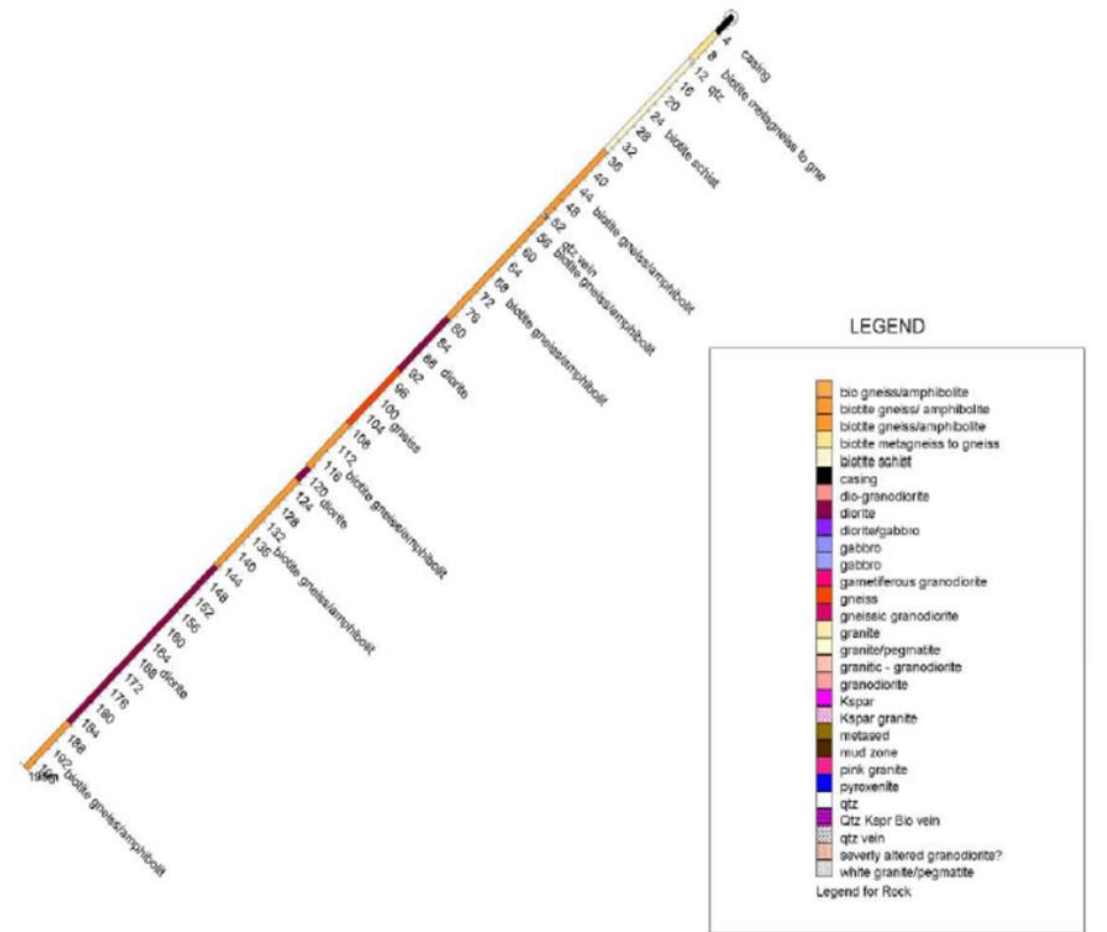 4
casing
8
biotite metagneiss to gne
12
qtz
16
20
24
biotite schist
28
32
36
40
44
biotite gneiss/amphibolit
48
52
qtz vein
56
biotite gneiss/amphibolit
60
64
68
biotite gneiss/amphibolit
72
76
80
84
88
diorite
92
96
100
gneiss
104
108
112
biotite gneiss/amphibolit
116
120
diorite
124
128
132
biotite gneiss/amphibolit
136
140
144
148
152
156
160
164
diorite
168
172
176
180
184
188
192
biotite gneiss/amphibolit
LEGEND
bio gneiss/amphibolite
biotite gneiss/ amphibolite
biotite gneiss/amphibolite
biotite metagneiss to gneiss
biotite schist
casing
dio-granodiorite
diorite
diorite/gabbro
gabbro
gabbro
garnetiferous granodiorite
gneiss
gneissic granodiorite
granite
granite/pegmatite
granitic - granodiorite
granodiorite
Kspar
Kspar granite
metased
mud zone
pink granite
pyroxenite
qtz
Qtz Kspr Bio vein
qtz vein
severly altered granodiorite?
white granite/pegmatite
Legend for Rock